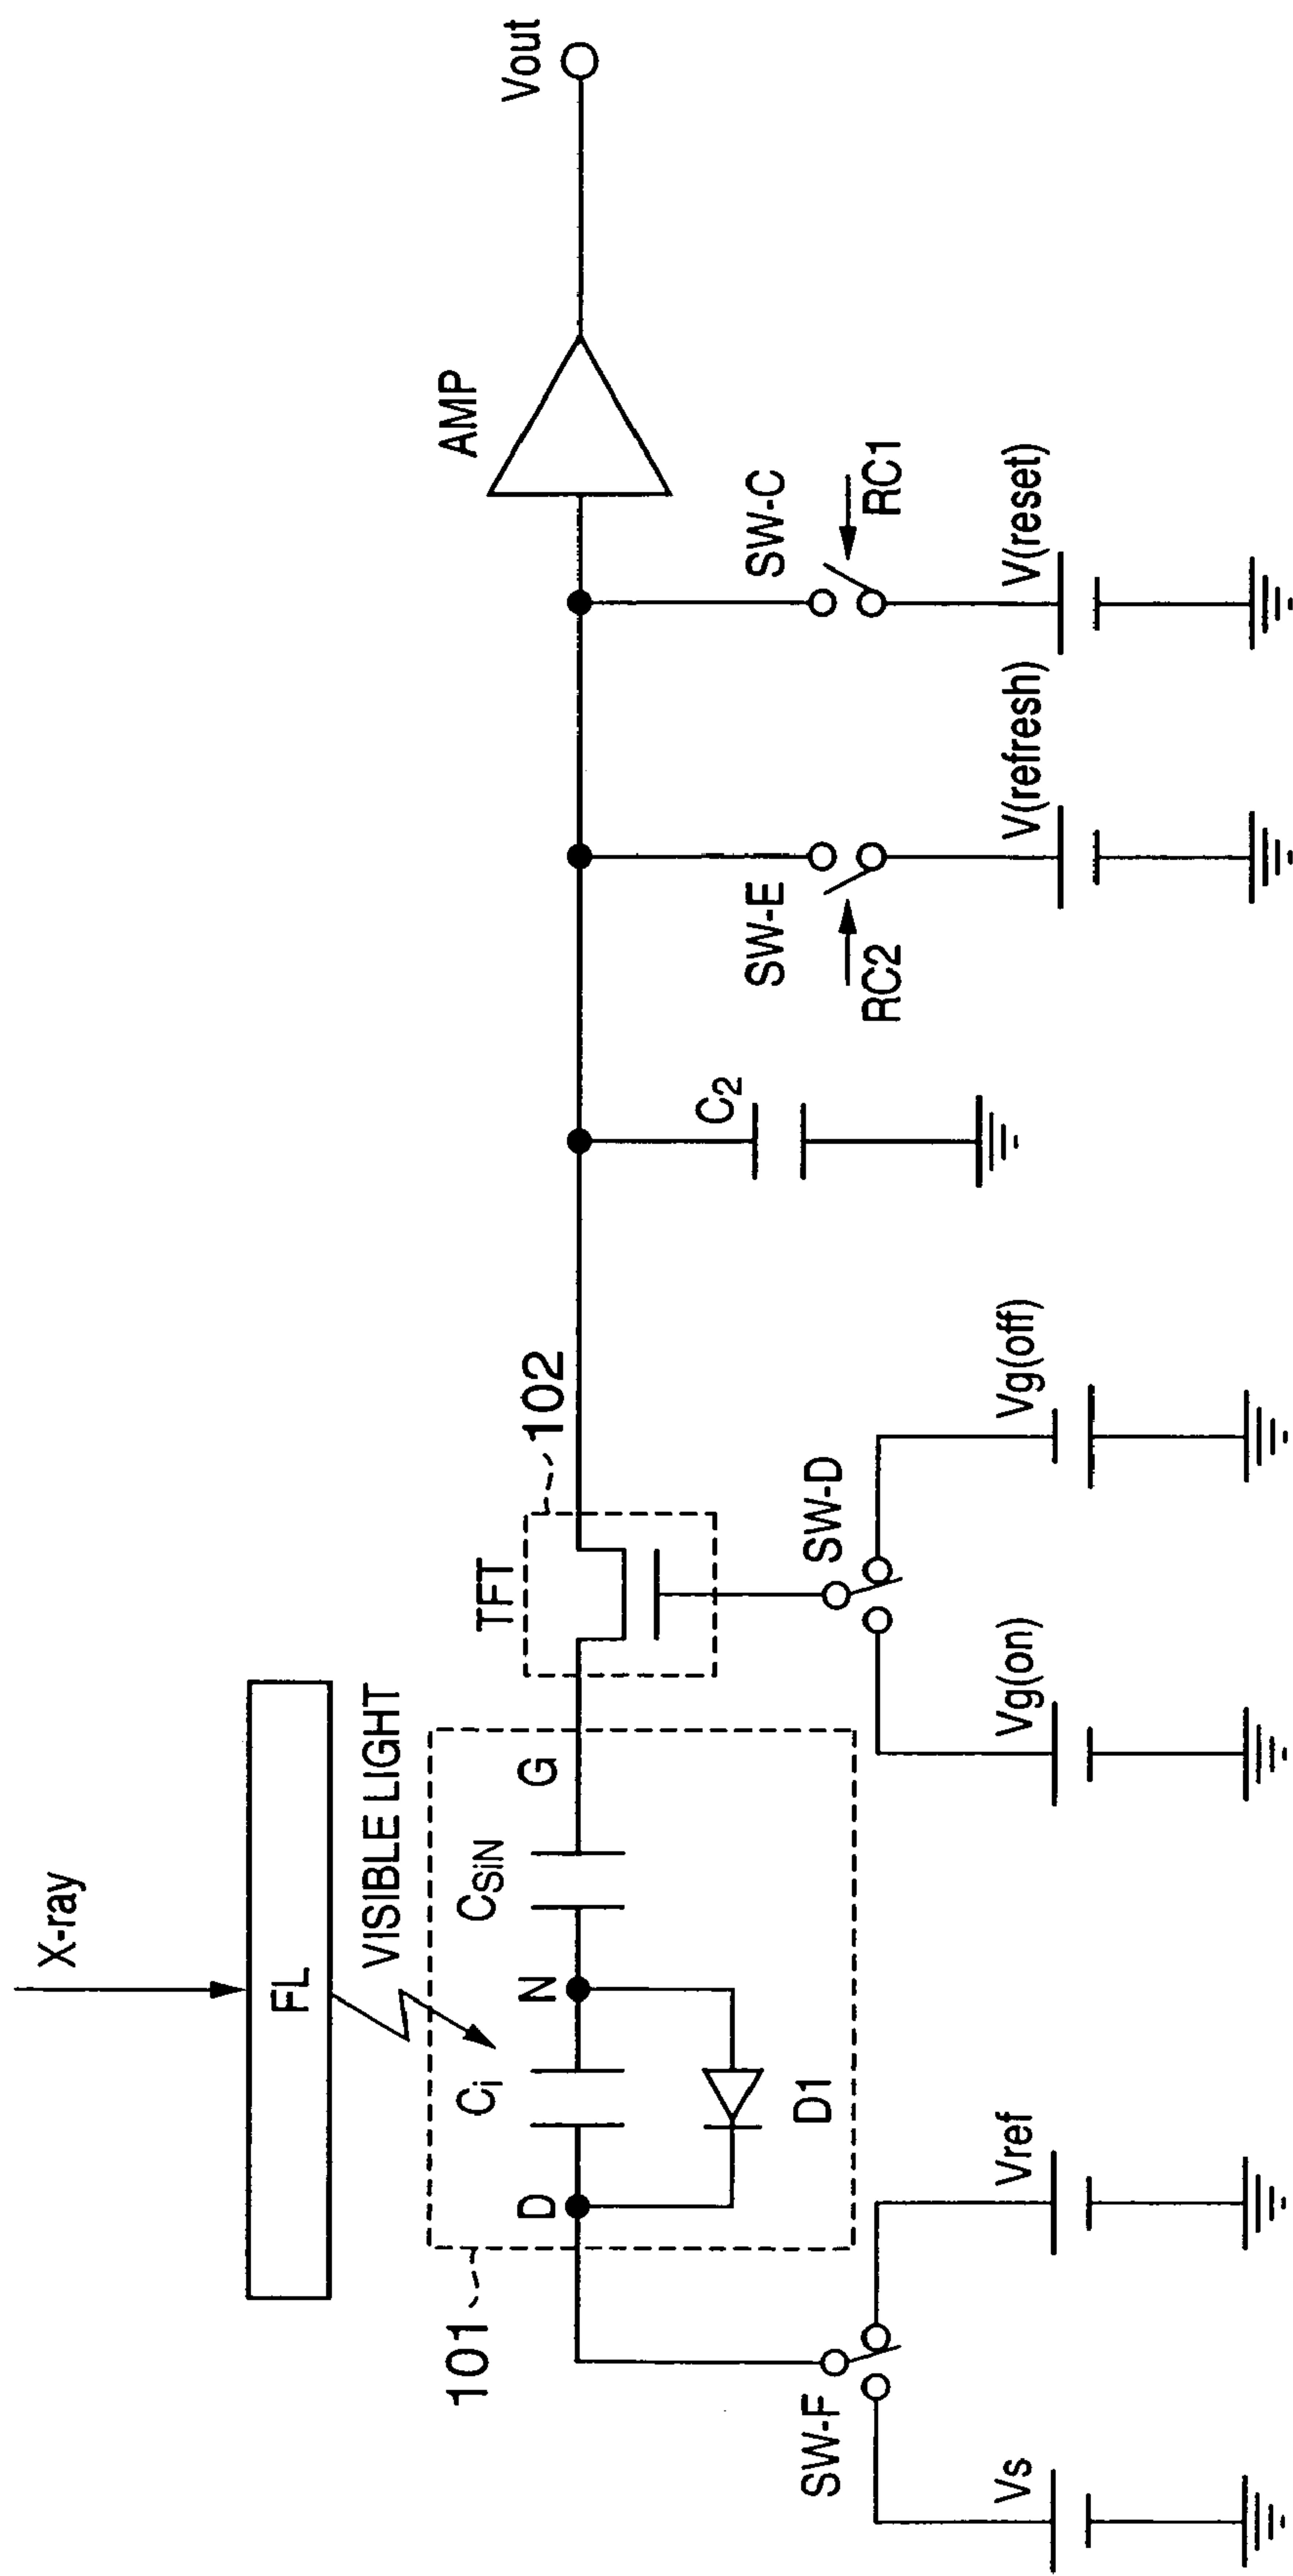 X-ray
FL
VISIBLE LIGHT
TFT
102
AMP
Vout
101
D
Ci
N
CSiN
G
D1
C2
SW-F
Vs
Vref
SW-D
Vg(on)
Vg(off)
SW-E
RC2
V(refresh)
SW-C
RC1
V(reset)